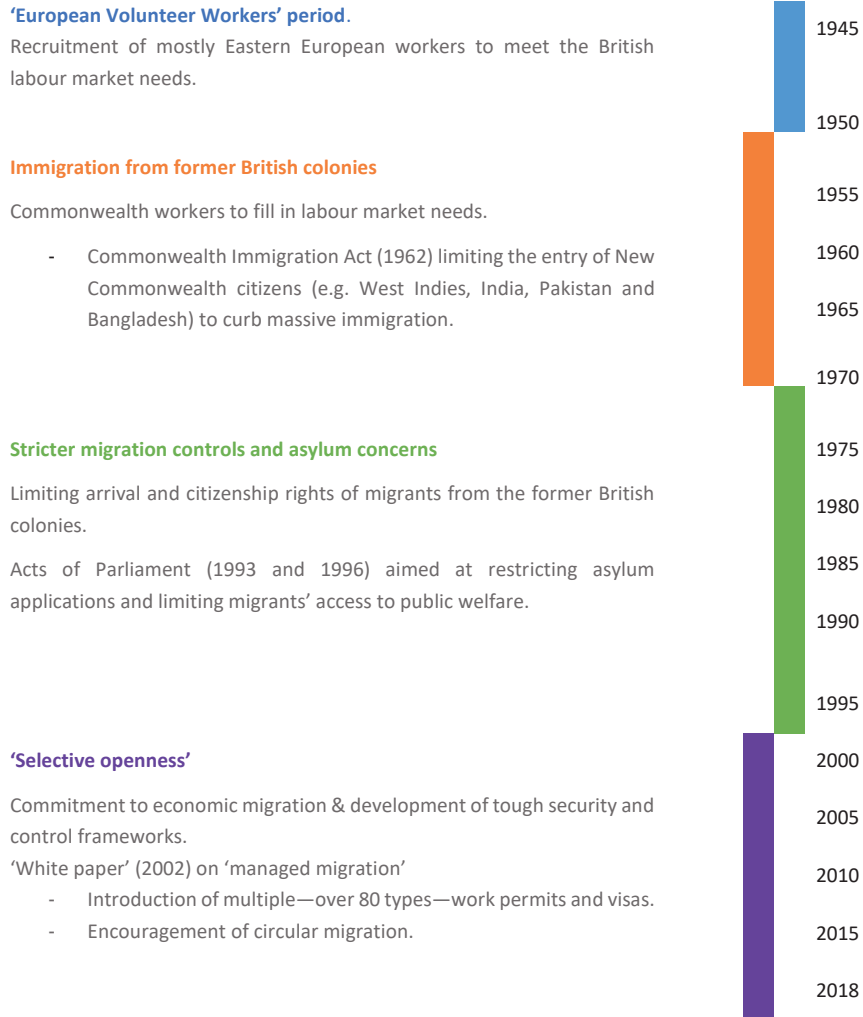 ‘European Volunteer Workers’ period.
Recruitment of mostly Eastern European workers to meet the British
labour market needs.
Immigration from former British colonies
Commonwealth workers to fill in labour market needs.
- Commonwealth Immigration Act (1962) limiting the entry of New
Commonwealth citizens (e.g. West Indies, India, Pakistan and
Bangladesh) to curb massive immigration.
Stricter migration controls and asylum concerns
Limiting arrival and citizenship rights of migrants from the former British
colonies.
Acts of Parliament (1993 and 1996) aimed at restricting asylum
applications and limiting migrants’ access to public welfare.
‘Selective openness’
Commitment to economic migration & development of tough security and
control frameworks.
‘White paper’ (2002) on ‘managed migration’
- Introduction of multiple—over 80 types—work permits and visas.
- Encouragement of circular migration.
1945
1950
1955
1960
1965
1970
1975
1980
1985
1990
1995
2000
2005
2010
2015
2018